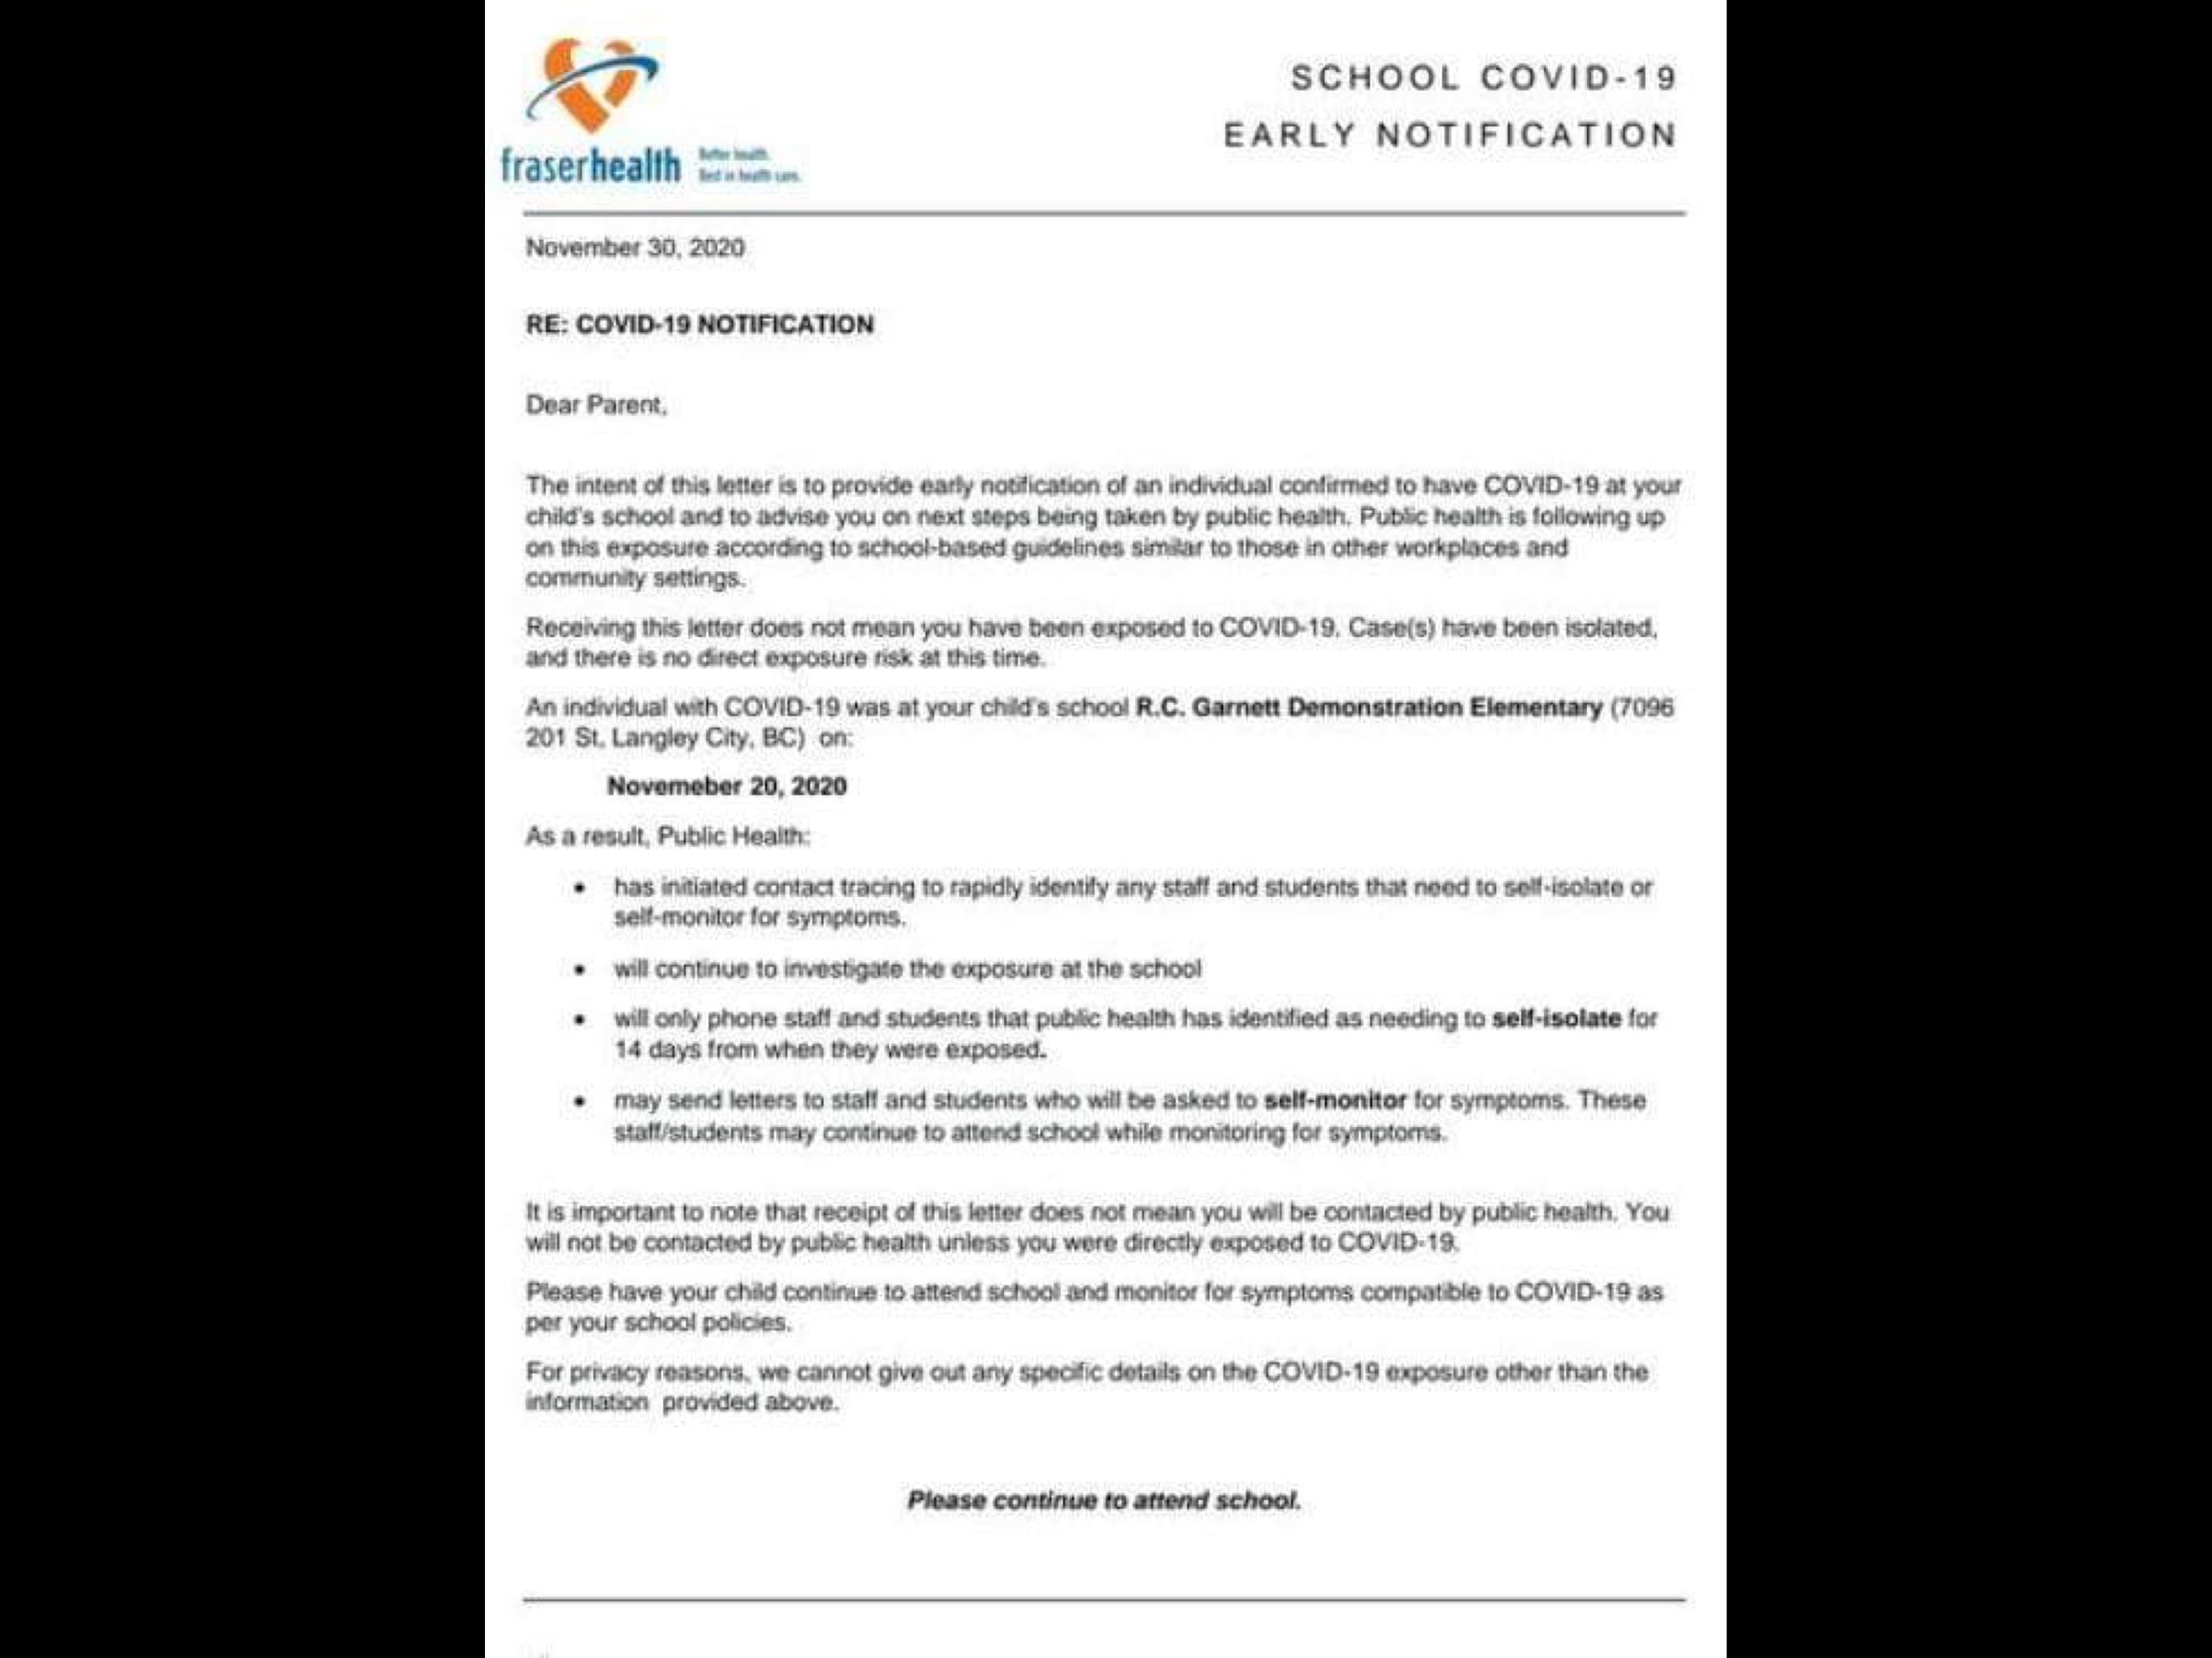 SCHOOL COVID-19
EARLY NOTIFICATION
fraserhealth
Better health.
Best in health care.
November 30, 2020
RE: COVID-19 NOTIFICATION
Dear Parent,
The intent of this letter is to provide early notification of an individual confirmed to have COVID-19 at your
child's school and to advise you on next steps being taken by public health. Public health is following up
on this exposure according to school-based guidelines similar to those in other workplaces and
community settings.
Receiving this letter does not mean you have been exposed to COVID-19. Case(s) have been isolated,
and there is no direct exposure risk at this time.
An individual with COVID-19 was at your child's school R.C. Garnett Demonstration Elementary (7096
201 St, Langley City, BC) on:
Novemeber 20, 2020
As a result, Public Health:
• has initiated contact tracing to rapidly identify any staff and students that need to self-isolate or
self-monitor for symptoms.
• will continue to investigate the exposure at the school
• will only phone staff and students that public health has identified as needing to self-isolate for
14 days from when they were exposed.
• may send letters to staff and students who will be asked to self-monitor for symptoms. These
staff/students may continue to attend school while monitoring for symptoms.
It is important to note that receipt of this letter does not mean you will be contacted by public health. You
will not be contacted by public health unless you were directly exposed to COVID-19.
Please have your child continue to attend school and monitor for symptoms compatible to COVID-19 as
per your school policies.
For privacy reasons, we cannot give out any specific details on the COVID-19 exposure other than the
information provided above.
Please continue to attend school.